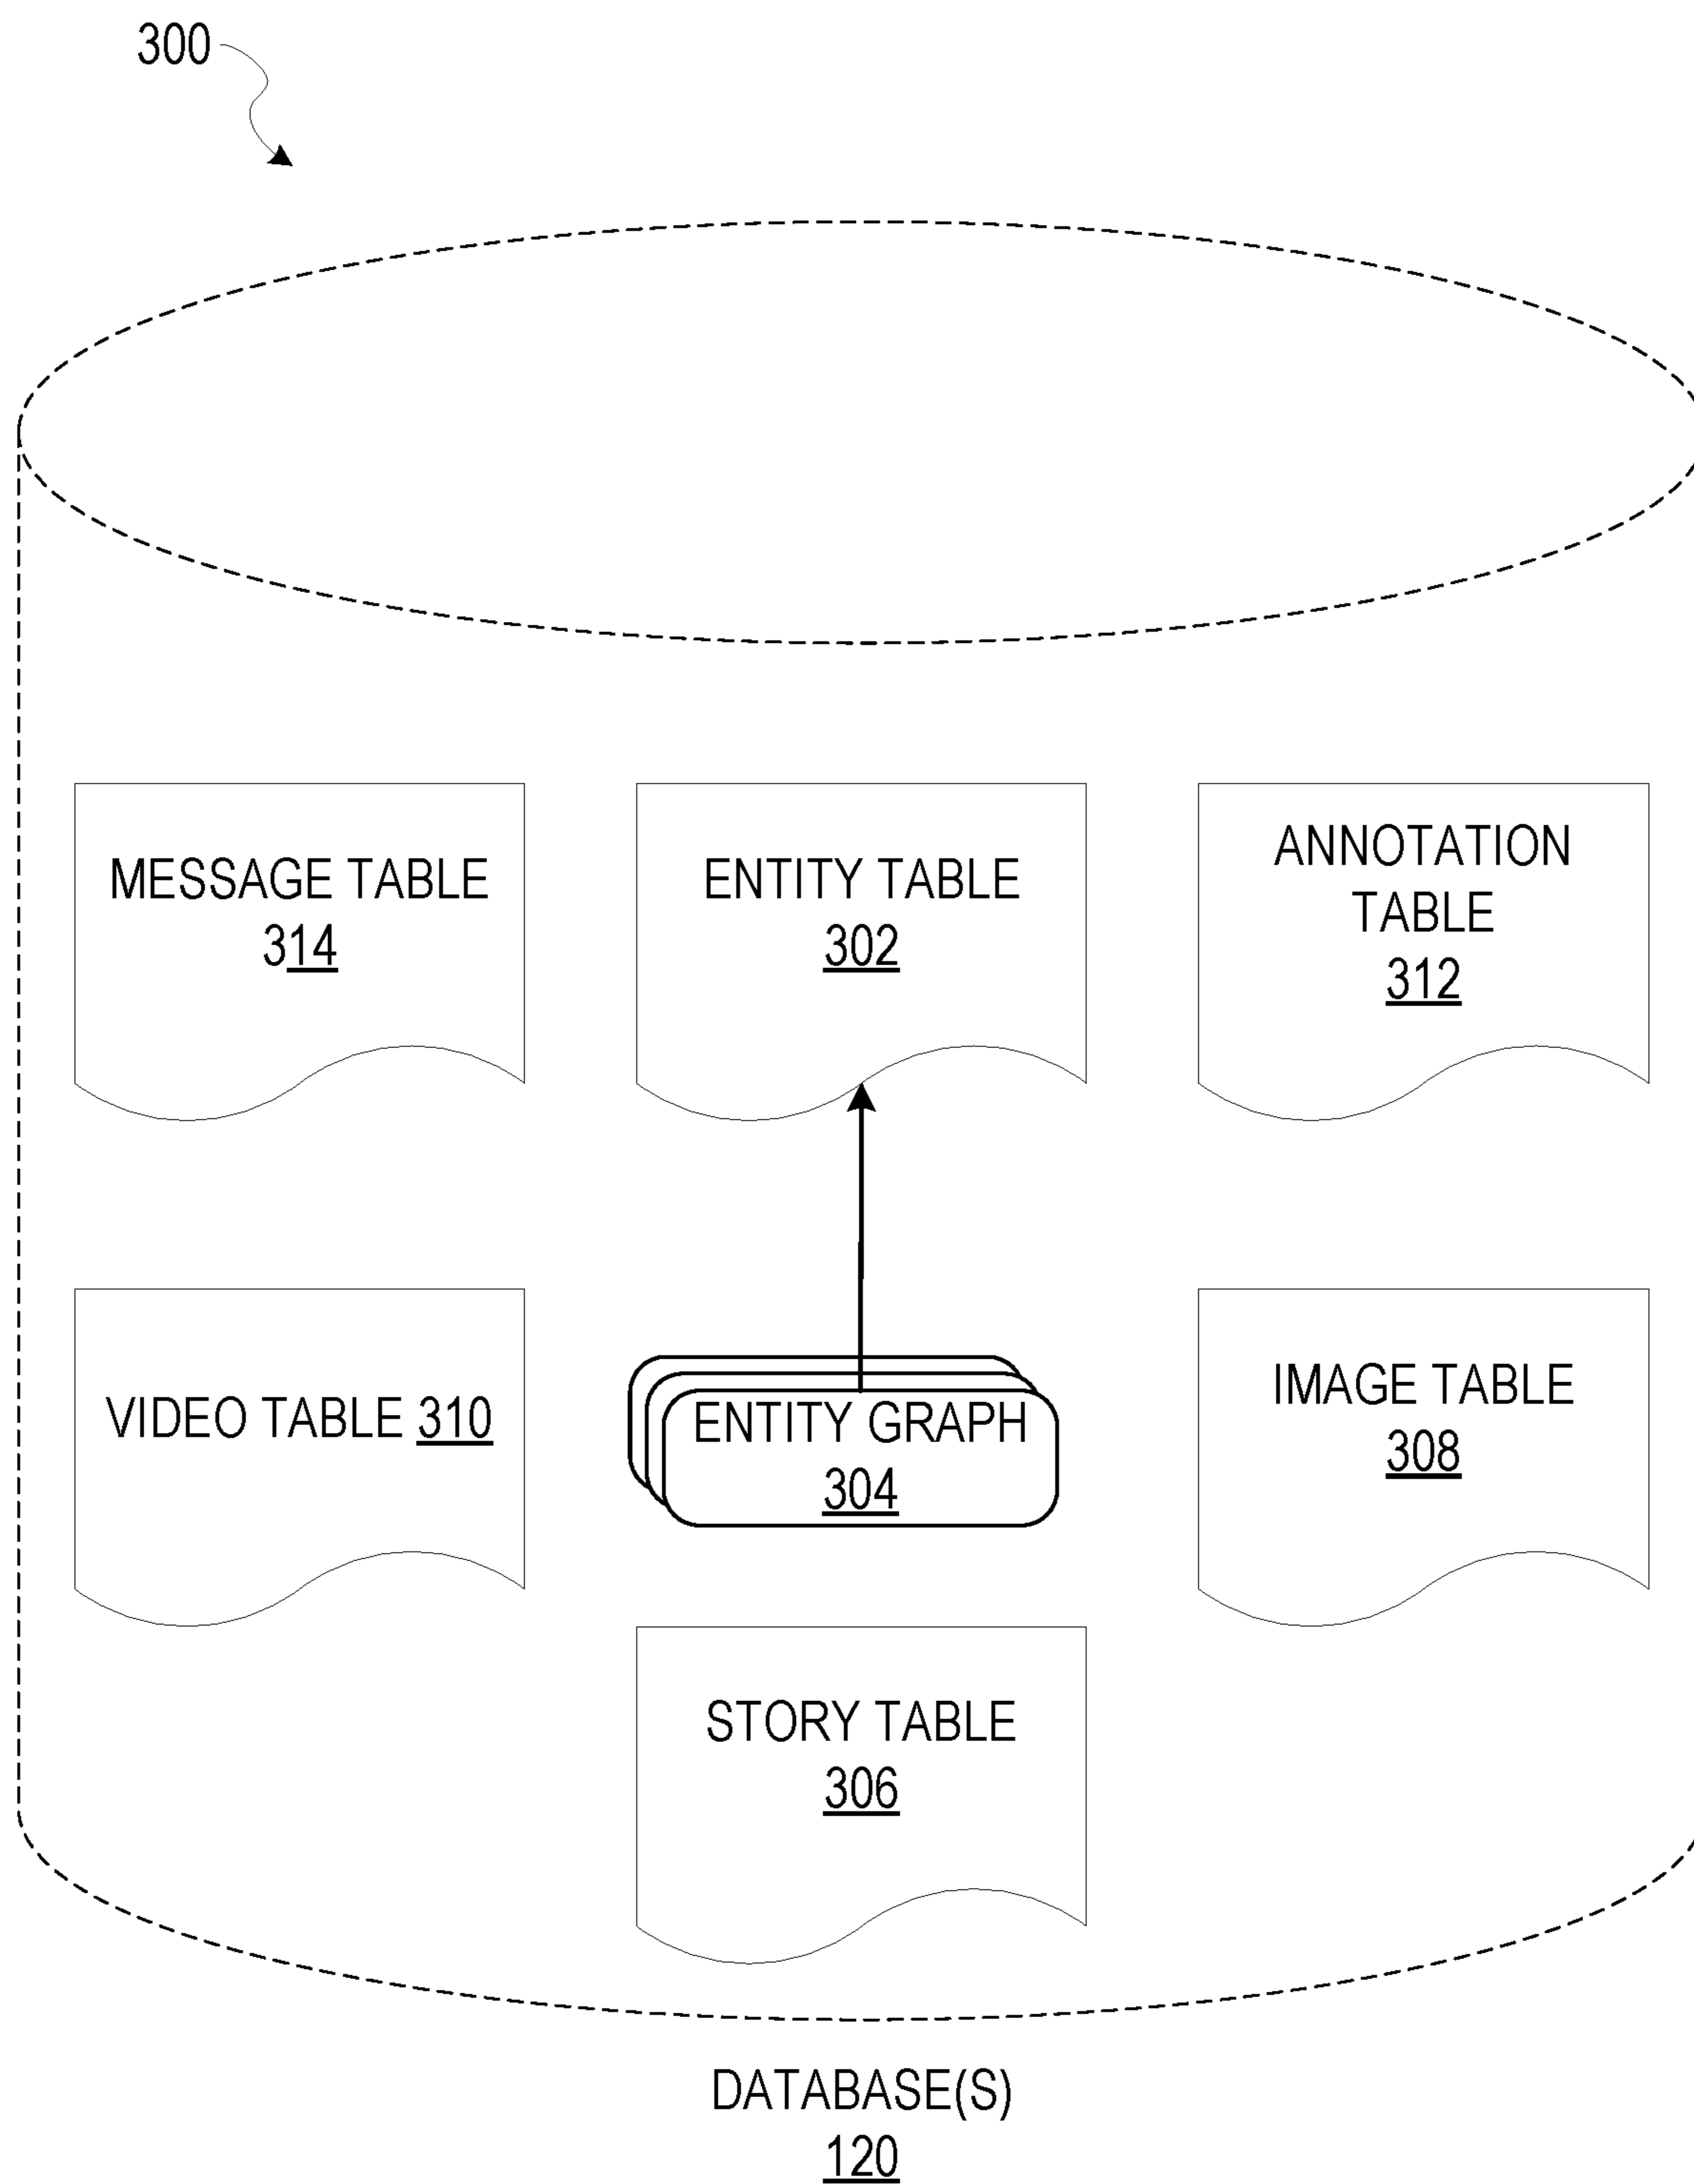 300
MESSAGE TABLE
314
ENTITY TABLE
302
ANNOTATION
TABLE
312
VIDEO TABLE 310
ENTITY GRAPH
304
IMAGE TABLE
308
STORY TABLE
306
DATABASE(S)
120